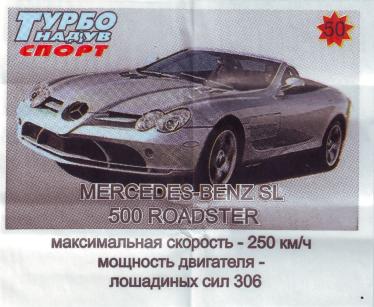 ТУРБО
НАДУВ
СПОРТ
50
MERCEDES-BENZ SL
500 ROADSTER
максимальная скорость - 250 км/ч
мощность двигателя -
лошадиных сил 306